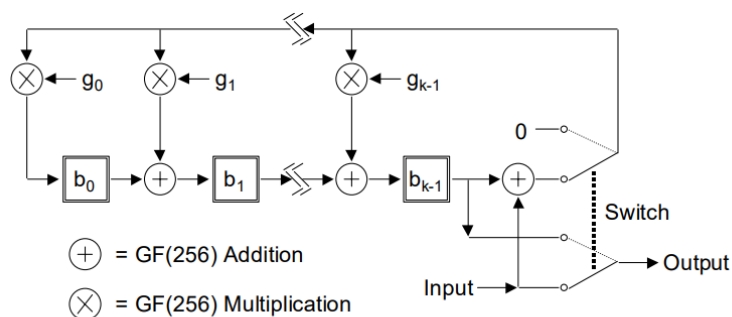 g0
g1
gk-1
0
b0
b1
bk-1
Switch
= GF(256) Addition
Output
Input
= GF(256) Multiplication